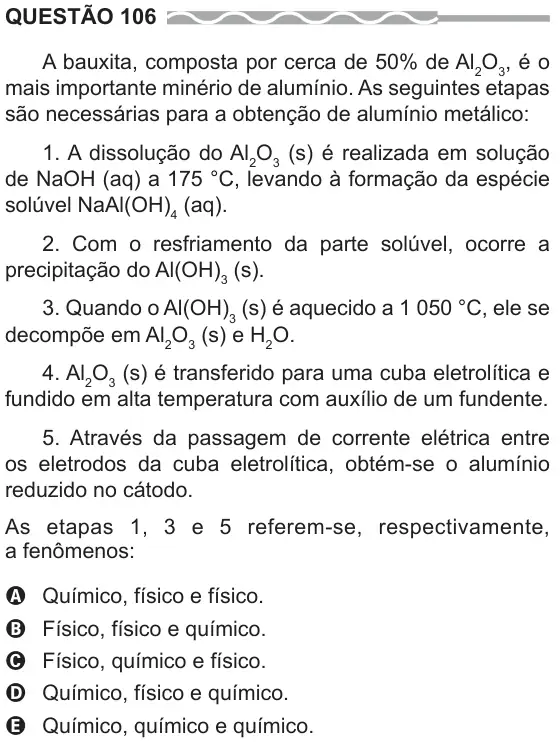 QUESTÃO 106
A bauxita, composta por cerca de 50% de Al₂O₃, é o
mais importante minério de alumínio. As seguintes etapas
são necessárias para a obtenção de alumínio metálico:
1. A dissolução do Al₂O₃ (s) é realizada em solução
de NaOH (aq) a 175 °C, levando à formação da espécie
solúvel NaAl(OH)₄ (aq).
2. Com o resfriamento da parte solúvel, ocorre a
precipitação do Al(OH)₃ (s).
3. Quando o Al(OH)₃ (s) é aquecido a 1 050 °C, ele se
decompõe em Al₂O₃ (s) e H₂O.
4. Al₂O₃ (s) é transferido para uma cuba eletrolítica e
fundido em alta temperatura com auxílio de um fundente.
5. Através da passagem de corrente elétrica entre
os eletrodos da cuba eletrolítica, obtém-se o alumínio
reduzido no cátodo.
As etapas 1, 3 e 5 referem-se, respectivamente,
a fenômenos:
A Químico, físico e físico.
B Físico, físico e químico.
C Físico, químico e físico.
D Químico, físico e químico.
E Químico, químico e químico.